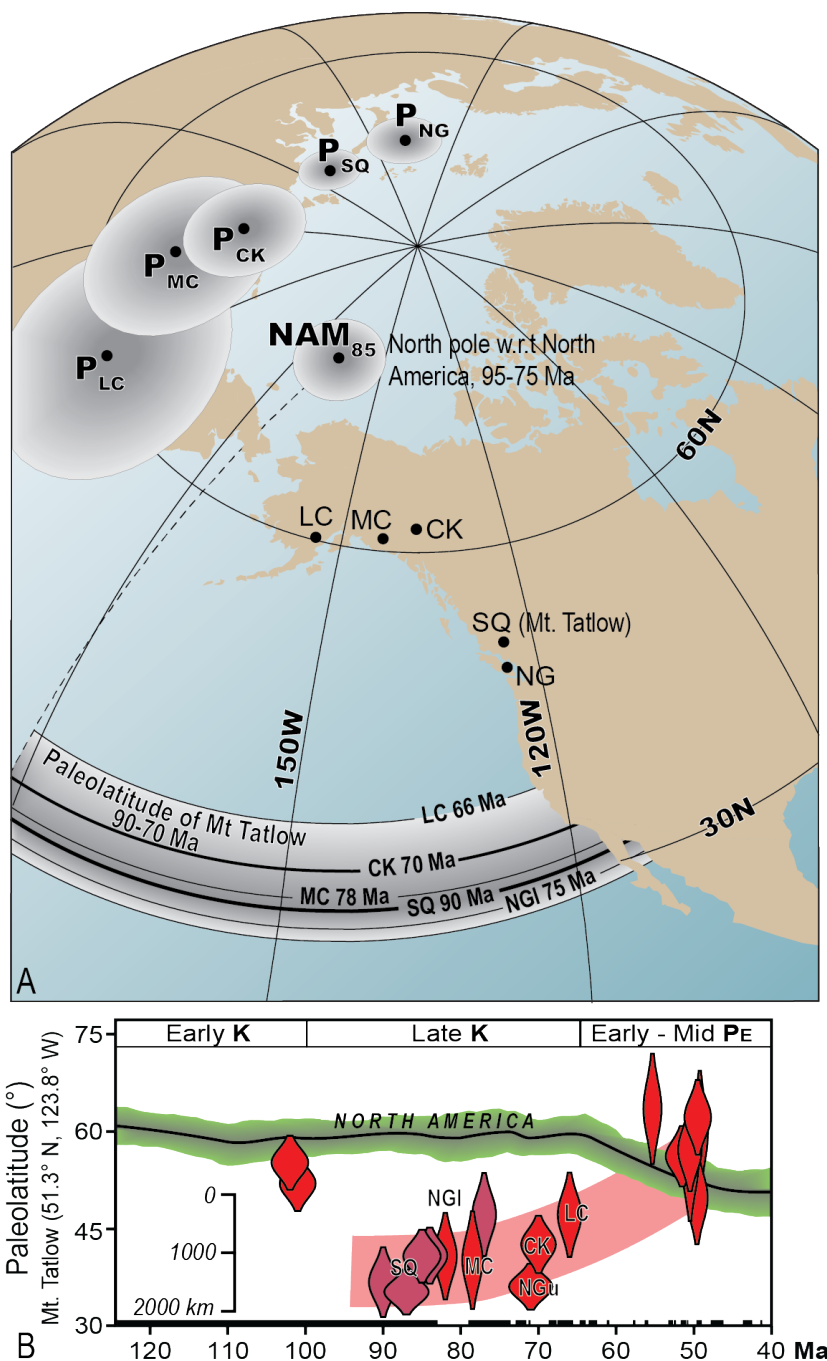 P NG
P SQ
P CK
P MC
P LC
NAM 85
North pole w.r.t North
America, 95-75 Ma
60N
LC
MC
CK
SQ (Mt. Tatlow)
NG
150W
120W
30N
Paleolatitude of Mt Tatlow
90-70 Ma
LC 66 Ma
CK 70 Ma
MC 78 Ma
SQ 90 Ma
NGI 75 Ma
A
Paleolatitude (°)
Mt. Tatlow (51.3° N, 123.8° W)
75
60
45
30
Early K
Late K
Early - Mid PE
NORTH AMERICA
0
1000
2000 km
NGI
SQ
MC
CK
LC
NGu
B
120 110 100 90 80 70 60 50 40 Ma